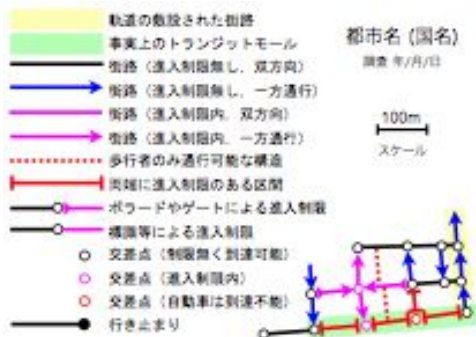 軌道の敷設された街路
事実上のトランジットモール
街路（進入制限無し、双方向）
街路（進入制限無し、一方通行）
街路（進入制限内、双方向）
街路（進入制限内、一方通行）
歩行者のみ通行可能な構造
両端に進入制限のある区間
ボラードやゲートによる進入制限
標識等による進入制限
交差点（制限無く到達可能）
交差点（進入制限内）
交差点（自動車は到達不能）
行き止まり
都市名 (国名)
調査 年/月/日
100m
スケール